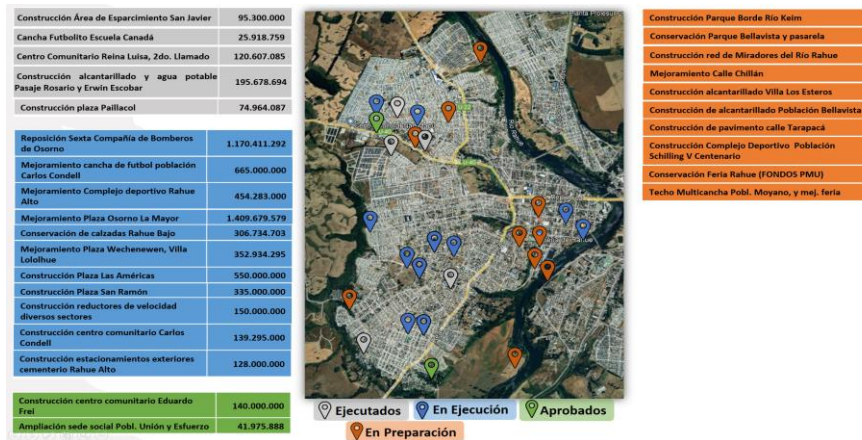 Construcción Área de Esparcimiento San Javier 95.300.000
Cancha Futbolito Escuela Canadá 25.918.759
Centro Comunitario Reina Luisa, 2do. Llamado 120.607.085
Construcción alcantarillado y agua potable
Pasaje Rosario y Erwin Escobar 195.678.694
Construcción plaza Paillacol 74.964.087
Reposición Sexta Compañía de Bomberos
de Osorno 1.170.411.292
Mejoramiento cancha de futbol población
Carlos Condell 665.000.000
Mejoramiento Complejo deportivo Rahue
Alto 454.283.000
Mejoramiento Plaza Osorno La Mayor 1.409.679.579
Conservación de calzadas Rahue Bajo 306.734.703
Mejoramiento Plaza Wechenewen, Villa
Lololhue 352.934.295
Construcción Plaza Las Américas 550.000.000
Construcción Plaza San Ramón 335.000.000
Construcción reductores de velocidad
diversos sectores 150.000.000
Construcción centro comunitario Carlos
Condell 139.295.000
Construcción estacionamientos exteriores
cementerio Rahue Alto 128.000.000
Construcción centro comunitario Eduardo
Frei 140.000.000
Ampliación sede social Pobl. Unión y Esfuerzo 41.975.888
Ejecutados
En Ejecución
Aprobados
En Preparación
Construcción Parque Borde Río Keim
Conservación Parque Bellavista y pasarela
Construcción red de Miradores del Río Rahue
Mejoramiento Calle Chillán
Construcción alcantarillado Villa Los Esteros
Construcción de alcantarillado Población Bellavista
Construcción de pavimento calle Tarapacá
Construcción Complejo Deportivo Población
Schilling V Centenario
Conservación Feria Rahue (FONDOS PMU)
Techo Multicancha Pobl. Moyano, y mej. feria